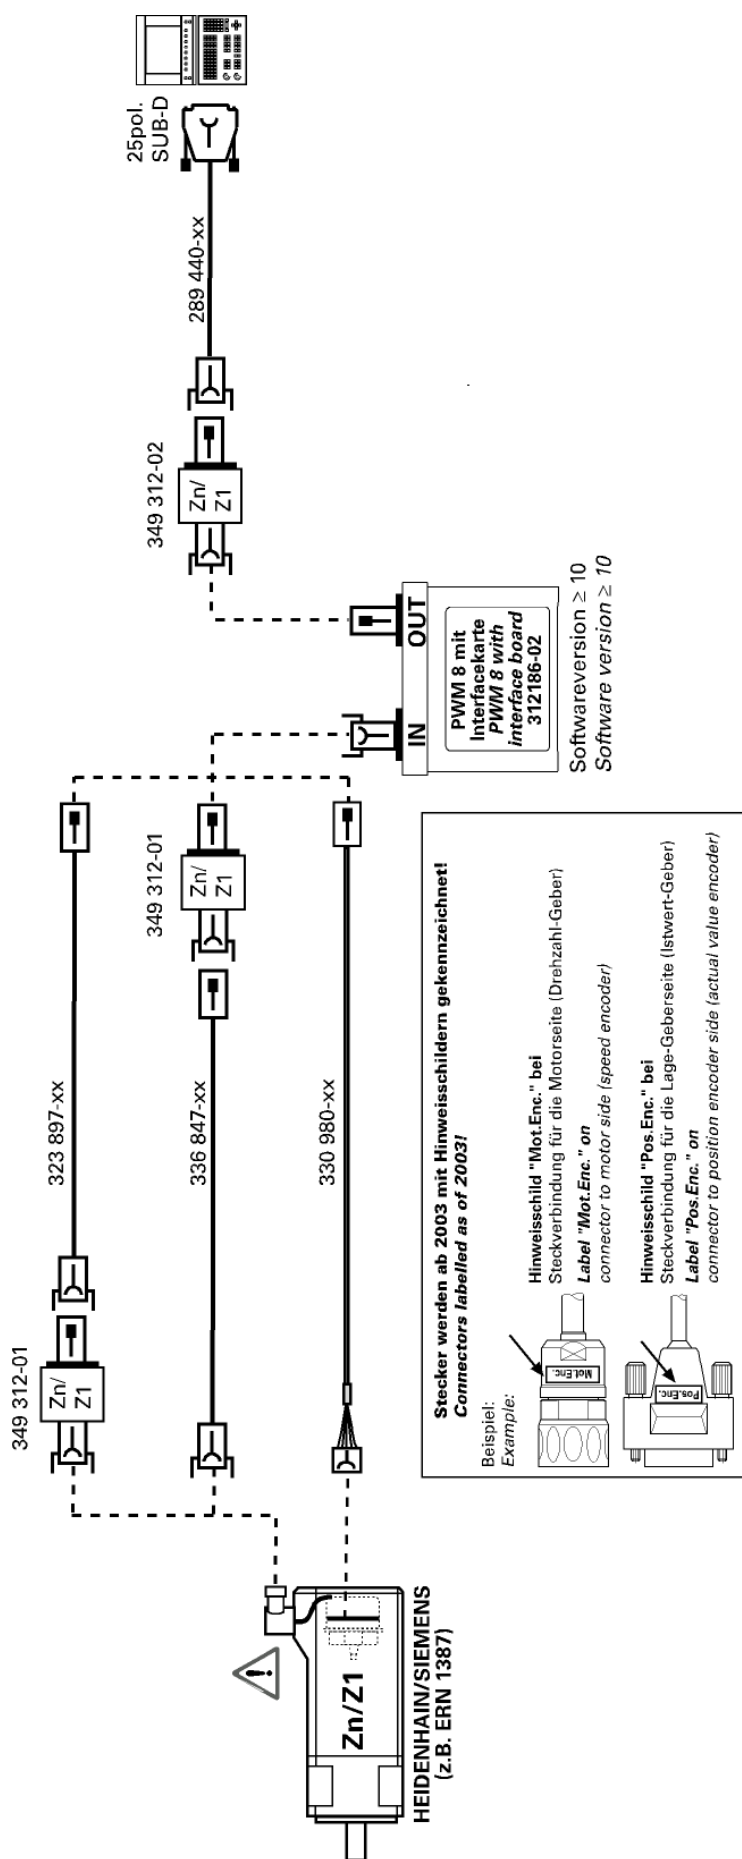 349 312-01
Zn/
Z1
323 897-xx
336 847-xx
349 312-01
Zn/
Z1
330 980-xx
HEIDENHAIN/SIEMENS
(z.B. ERN 1387)
Zn/Z1
IN
OUT
PWM 8 mit
Interfacekarte
PWM 8 with
interface board
312186-02
Softwareversion ≥ 10
Software version ≥ 10
349 312-02
Zn/
Z1
289 440-xx
25pol.
SUB-D
Stecker werden ab 2003 mit Hinweisschildern gekennzeichnet!
Connectors labelled as of 2003!
Beispiel:
Example:
Mot.Enc.
Hinweisschild "Mot.Enc." bei
Steckverbindung für die Motorseite (Drehzahl-Geber)
Label "Mot.Enc." on
connector to motor side (speed encoder)
Pos.Enc.
Hinweisschild "Pos.Enc." bei
Steckverbindung für die Lage-Geberseite (Istwert-Geber)
Label "Pos.Enc." on
connector to position encoder side (actual value encoder)